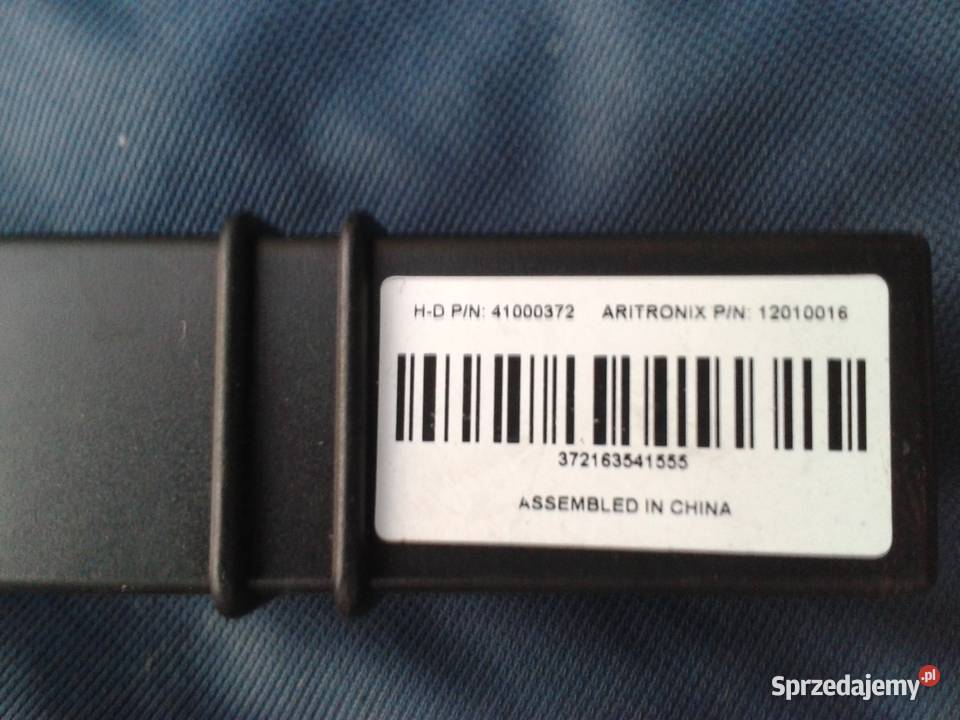 H-D P/N: 41000372 ARITRONIX P/N: 12010016
372163541555
ASSEMBLED IN CHINA
Sprzedajemy.pl